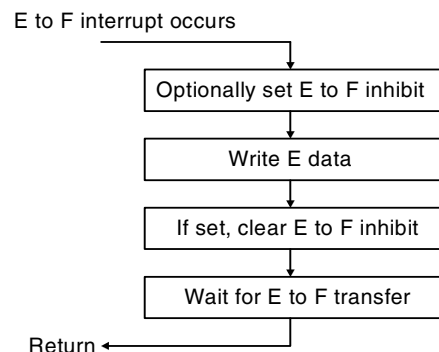 E to F interrupt occurs
Optionally set E to F inhibit
Write E data
If set, clear E to F inhibit
Wait for E to F transfer
Return